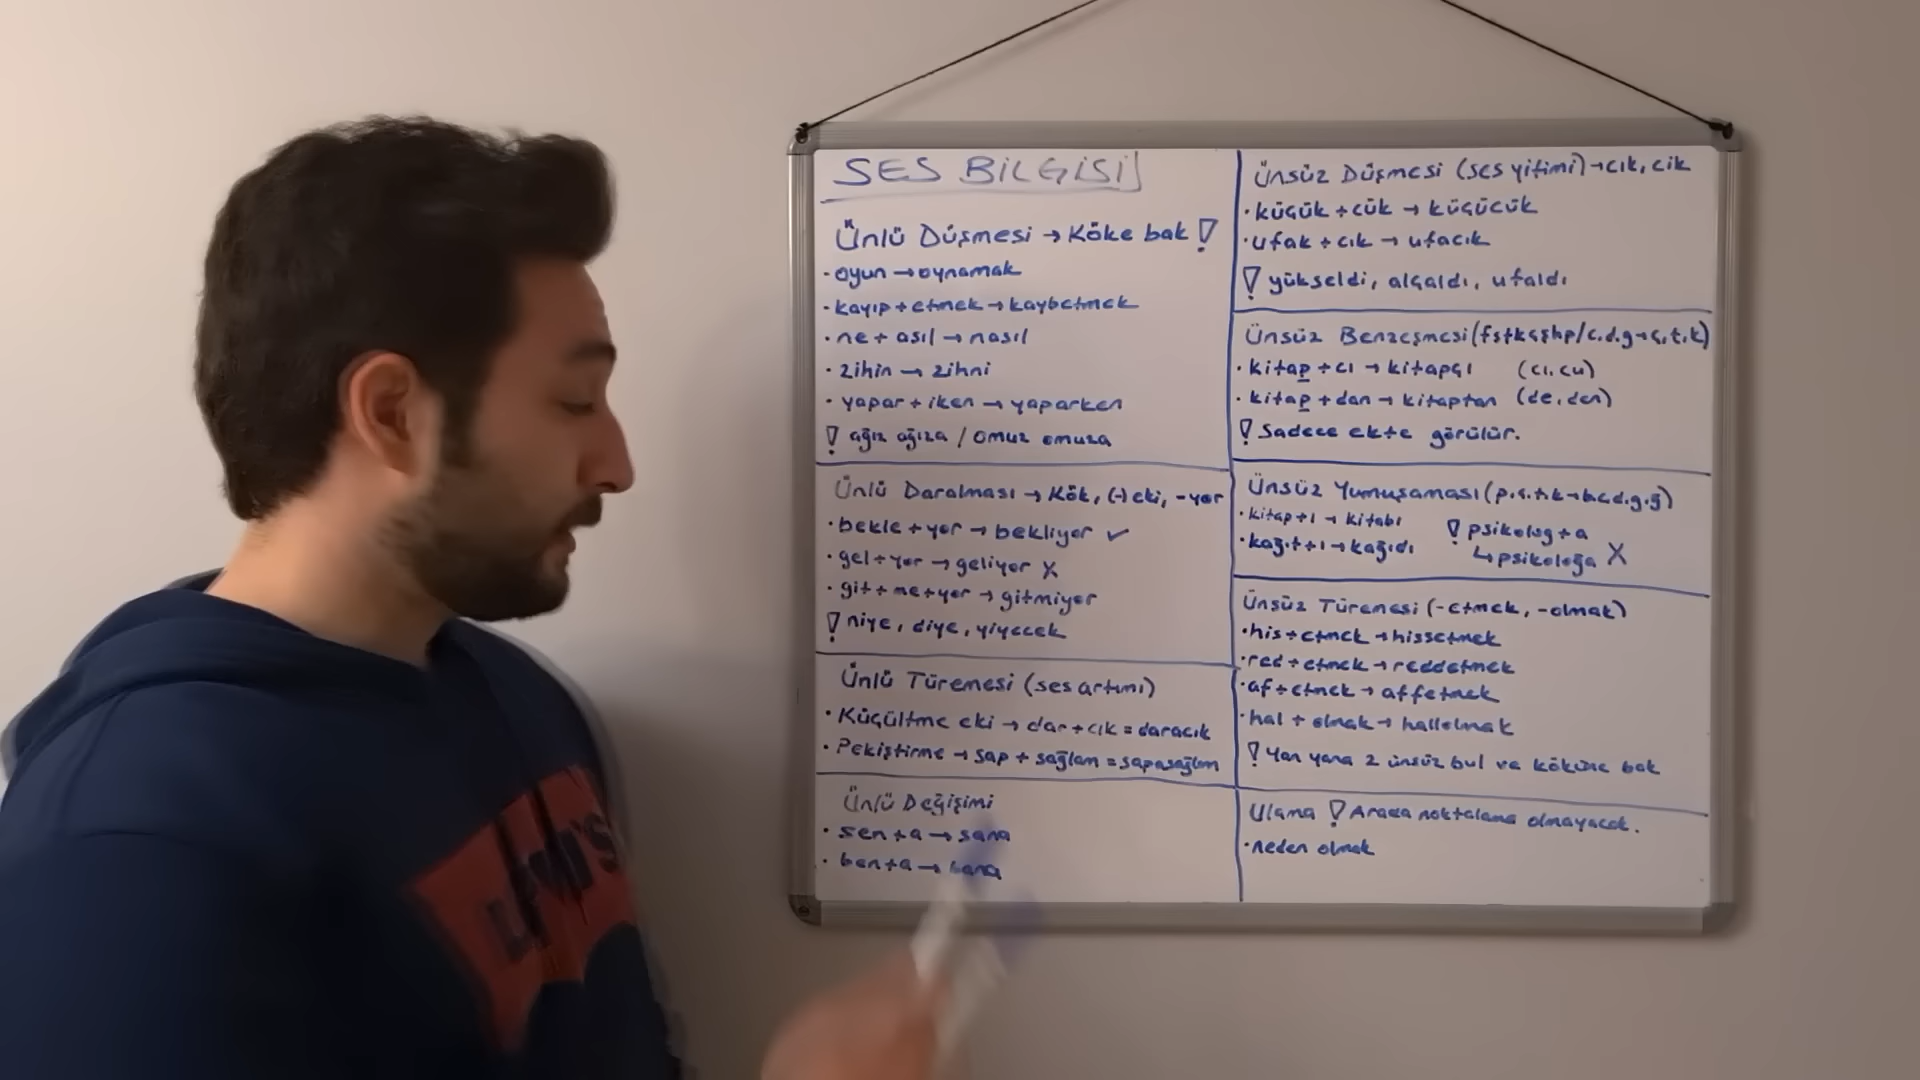 SES BİLGİSİ
Ünlü Düşmesi → Köke bak !
• oyun → oynamak
• kayıp + etmek → kaybetmek
• ne + asıl → nasıl
• zihin → zihni
• yapar + iken → yaparken
! ağız ağıza / omuz omuza
Ünlü Daralması → Kök, (-) eki, -yor
• bekle + yor → bekliyor ✓
• gel + yor → geliyor X
• git + me + yor → gitmiyor
! niye, diye, yiyecek
Ünlü Türemesi (ses artımı)
• Küçültme eki → dar + cık = daracık
• Pekiştirme → sap + sağlam = sapasağlam
Ünlü Değişimi
• sen + a → sana
• ben + a → bana
Ünsüz Düşmesi (ses yitimi) → cık, cik
• küçük + cük → küçücük
• ufak + cık → ufacık
! yükseldi, alçaldı, ufaldı
Ünsüz Benzeşmesi (fstkçşhp / c.d.g → ç.t.k)
• kitap + cı → kitapçı (cı, cu)
• kitap + dan → kitaptan (de, den)
! Sadece ekte görülür.
Ünsüz Yumuşaması (p.ç.t.k → b.c.d.g.ğ)
• kitap + ı → kitabı
• kağıt + ı → kağıdı
! psikolog + a
↳ psikoloğa X
Ünsüz Türemesi (-etmek, -olmak)
• his + etmek → hissetmek
• red + etmek → reddetmek
• af + etmek → affetmek
• hal + olmak → hallolmak
! Yan yana 2 ünsüz bul ve köküne bak
Ulama ! Arada noktalama olmayacak.
• neden olmak
LEVI'S